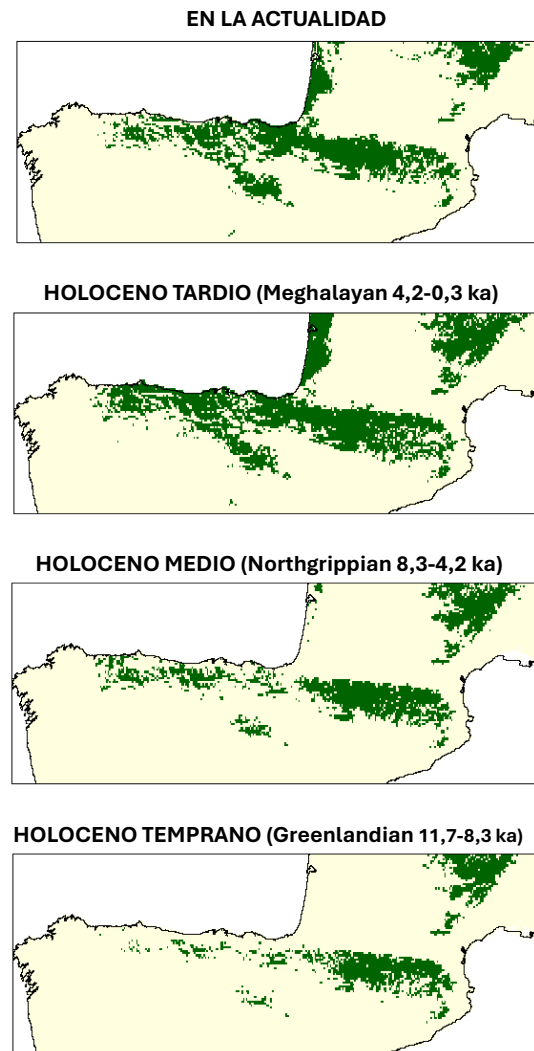 EN LA ACTUALIDAD
HOLOCENO TARDIO (Meghalayan 4,2-0,3 ka)
HOLOCENO MEDIO (Northgrippian 8,3-4,2 ka)
HOLOCENO TEMPRANO (Greenlandian 11,7-8,3 ka)